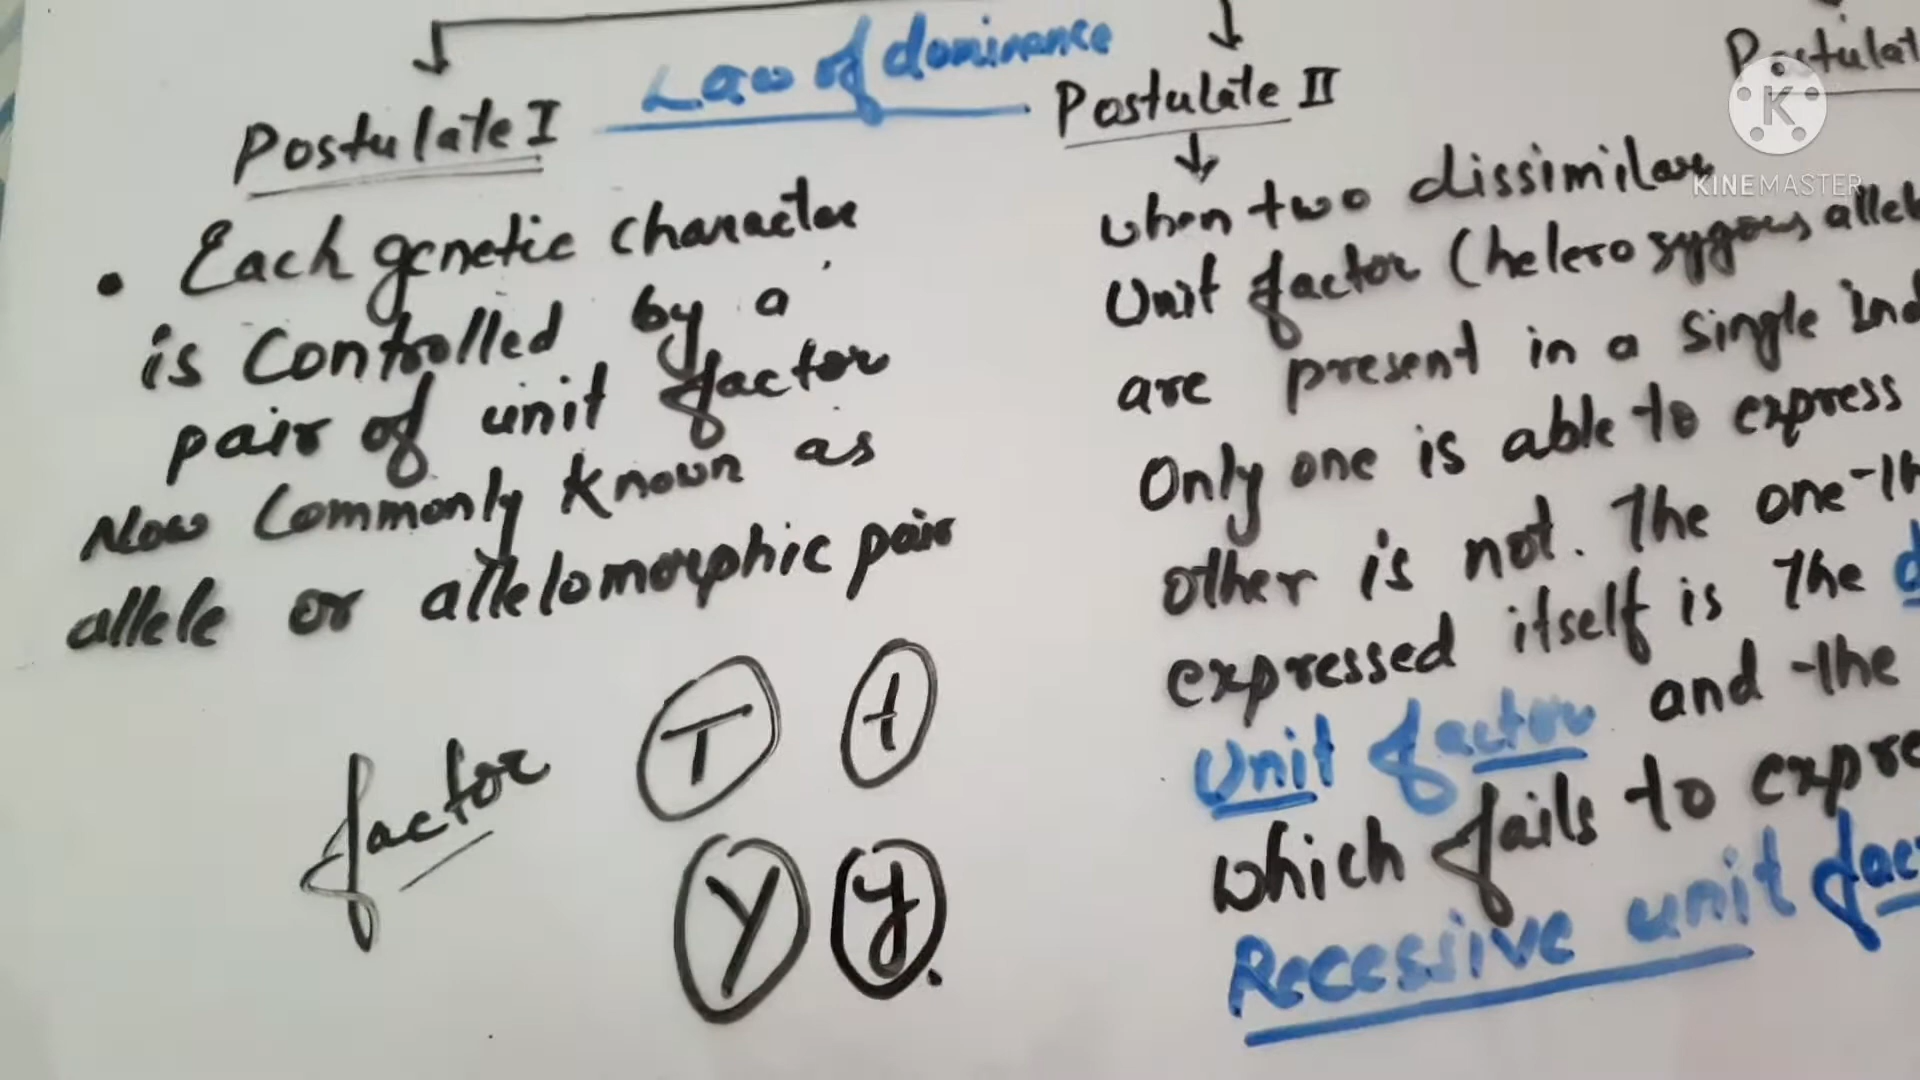 Law of dominance
Postulate I
• Each genetic character
is controlled by a
pair of unit factor
Now commonly known as
allele or allelomorphic pair
factor
T t
Y y
Postulate II
when two dissimilar
Unit factor (heterozygous
are present in a single
Only one is able to express
other is not. The one
expressed itself is the
Unit factor and the
which fails to
Recessive unit
K
KINEMASTER